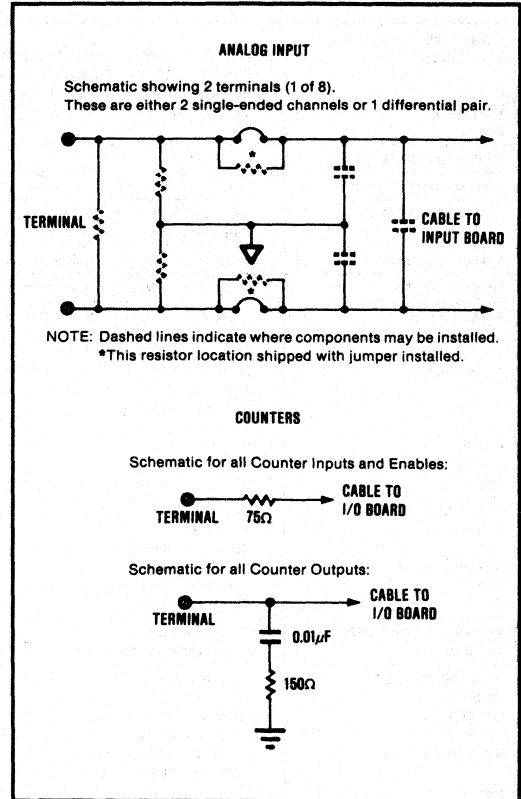 ANALOG INPUT
Schematic showing 2 terminals (1 of 8).
These are either 2 single-ended channels or 1 differential pair.
*
TERMINAL
CABLE TO
INPUT BOARD
*
NOTE: Dashed lines indicate where components may be installed.
*This resistor location shipped with jumper installed.
COUNTERS
Schematic for all Counter Inputs and Enables:
CABLE TO
I/O BOARD
TERMINAL
75Ω
Schematic for all Counter Outputs:
CABLE TO
I/O BOARD
TERMINAL
0.01μF
150Ω